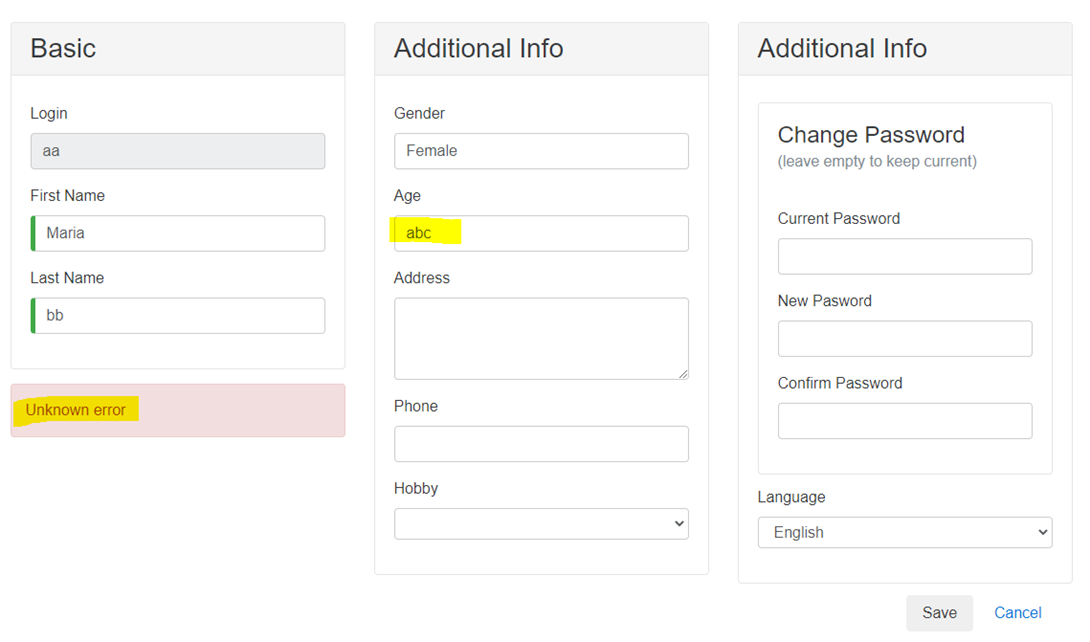 Basic
Login
aa
First Name
Maria
Last Name
bb
Unknown error
Additional Info
Gender
Female
Age
abc
Address
Phone
Hobby
Additional Info
Change Password
(leave empty to keep current)
Current Password
New Pasword
Confirm Password
Language
English
Save Cancel